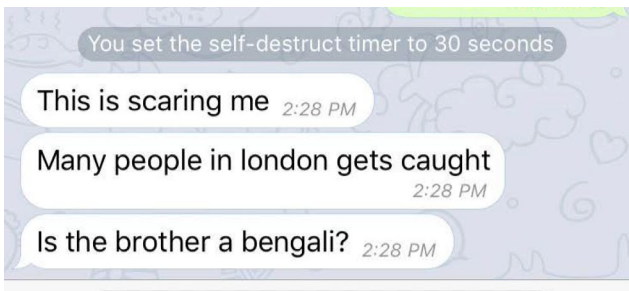 You set the self-destruct timer to 30 seconds
This is scaring me 2:28 PM
Many people in london gets caught
2:28 PM
Is the brother a bengali? 2:28 PM